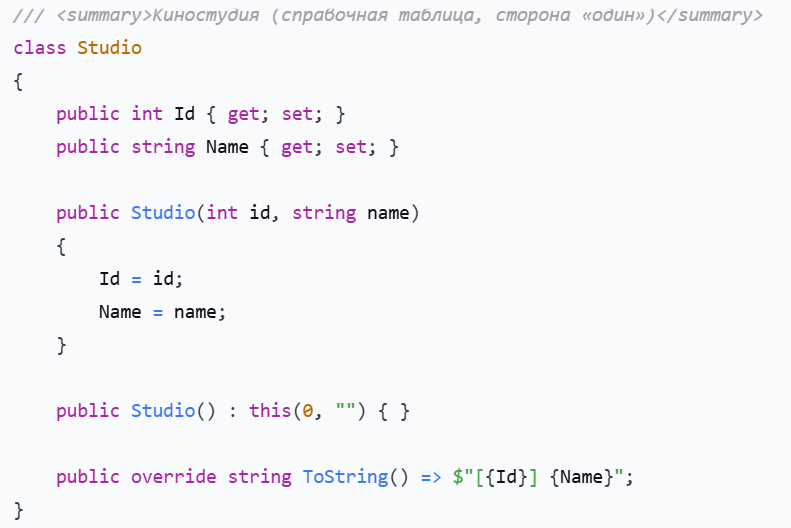 /// <summary>Киностудия (справочная таблица, сторона «один»)</summary>
class Studio
{
    public int Id { get; set; }
    public string Name { get; set; }

    public Studio(int id, string name)
    {
        Id = id;
        Name = name;
    }

    public Studio() : this(0, "") { }

    public override string ToString() => $"[{Id}] {Name}";
}